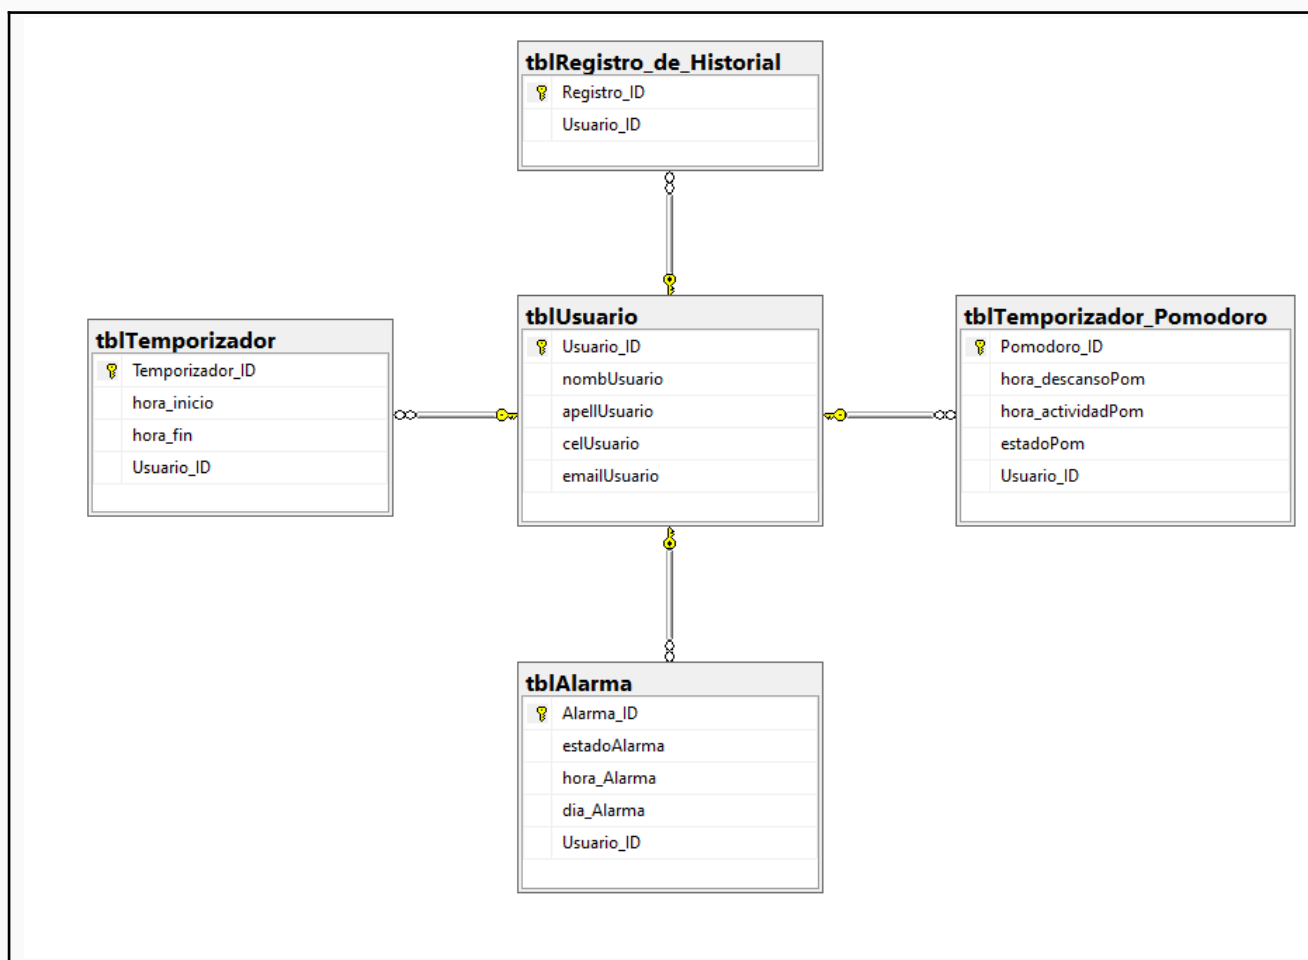 tblRegistro_de_Historial
Registro_ID
Usuario_ID
tblTemporizador
Temporizador_ID
hora_inicio
hora_fin
Usuario_ID
tblUsuario
Usuario_ID
nombUsuario
apellUsuario
celUsuario
emailUsuario
tblTemporizador_Pomodoro
Pomodoro_ID
hora_descansoPom
hora_actividadPom
estadoPom
Usuario_ID
tblAlarma
Alarma_ID
estadoAlarma
hora_Alarma
dia_Alarma
Usuario_ID